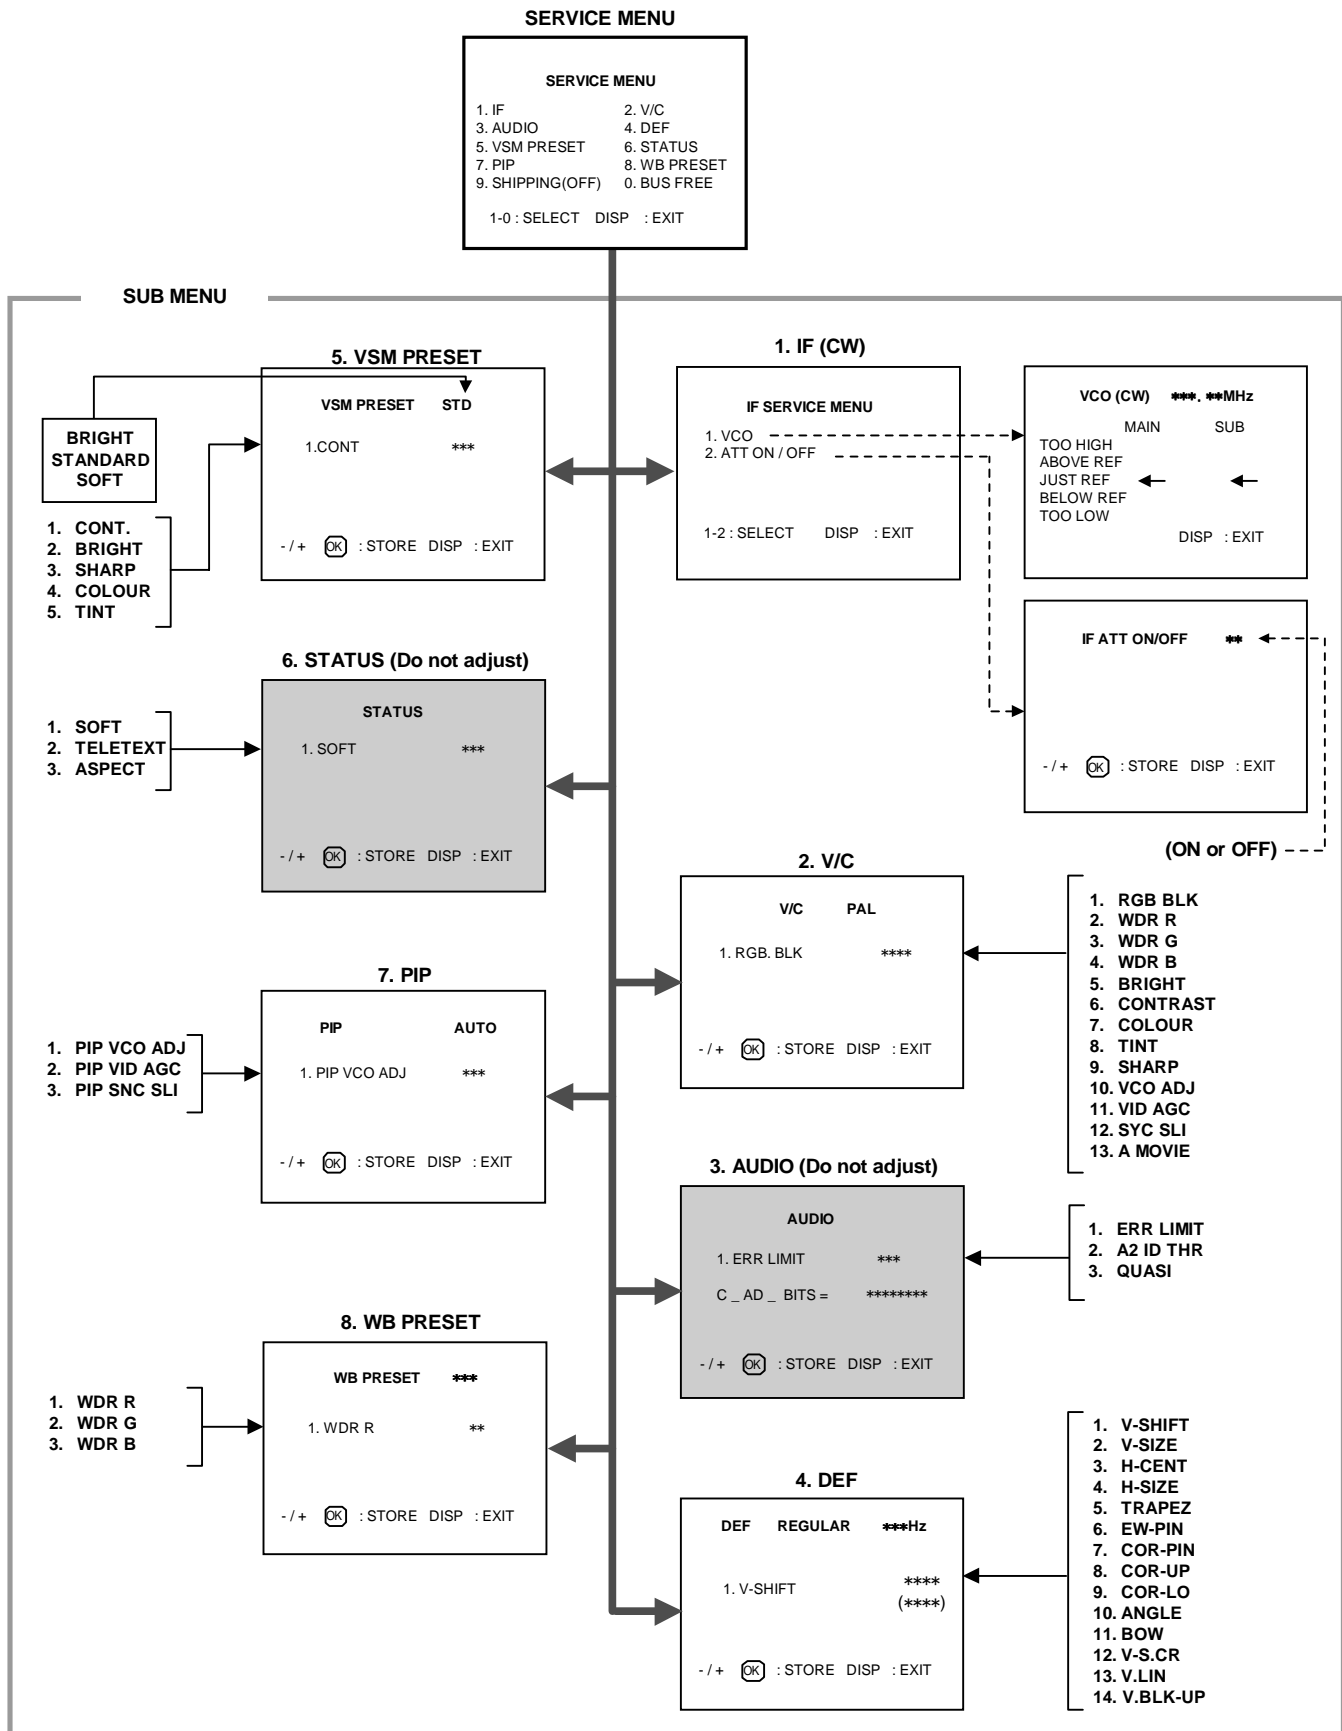 SERVICE MENU
SERVICE MENU
1. IF 2. V/C
3. AUDIO 4. DEF
5. VSM PRESET 6. STATUS
7. PIP 8. WB PRESET
9. SHIPPING(OFF) 0. BUS FREE
1-0 : SELECT DISP : EXIT
SUB MENU
5. VSM PRESET
VSM PRESET STD
1.CONT ***
- / + OK : STORE DISP : EXIT
BRIGHT
STANDARD
SOFT
1. CONT.
2. BRIGHT
3. SHARP
4. COLOUR
5. TINT
1. IF (CW)
IF SERVICE MENU
1. VCO
2. ATT ON / OFF
1-2 : SELECT DISP : EXIT
VCO (CW) ***. **MHz
MAIN SUB
TOO HIGH
ABOVE REF
JUST REF
BELOW REF
TOO LOW
DISP : EXIT
IF ATT ON/OFF **
- / + OK : STORE DISP : EXIT
(ON or OFF)
6. STATUS (Do not adjust)
STATUS
1. SOFT ***
- / + OK : STORE DISP : EXIT
1. SOFT
2. TELETEXT
3. ASPECT
2. V/C
V/C PAL
1. RGB. BLK ****
- / + OK : STORE DISP : EXIT
1. RGB BLK
2. WDR R
3. WDR G
4. WDR B
5. BRIGHT
6. CONTRAST
7. COLOUR
8. TINT
9. SHARP
10. VCO ADJ
11. VID AGC
12. SYC SLI
13. A MOVIE
7. PIP
PIP AUTO
1. PIP VCO ADJ ***
- / + OK : STORE DISP : EXIT
1. PIP VCO ADJ
2. PIP VID AGC
3. PIP SNC SLI
3. AUDIO (Do not adjust)
AUDIO
1. ERR LIMIT ***
C _ AD _ BITS = ********
- / + OK : STORE DISP : EXIT
1. ERR LIMIT
2. A2 ID THR
3. QUASI
8. WB PRESET
WB PRESET ***
1. WDR R **
- / + OK : STORE DISP : EXIT
1. WDR R
2. WDR G
3. WDR B
4. DEF
DEF REGULAR ***Hz
1. V-SHIFT ****
(****)
- / + OK : STORE DISP : EXIT
1. V-SHIFT
2. V-SIZE
3. H-CENT
4. H-SIZE
5. TRAPEZ
6. EW-PIN
7. COR-PIN
8. COR-UP
9. COR-LO
10. ANGLE
11. BOW
12. V-S.CR
13. V.LIN
14. V.BLK-UP